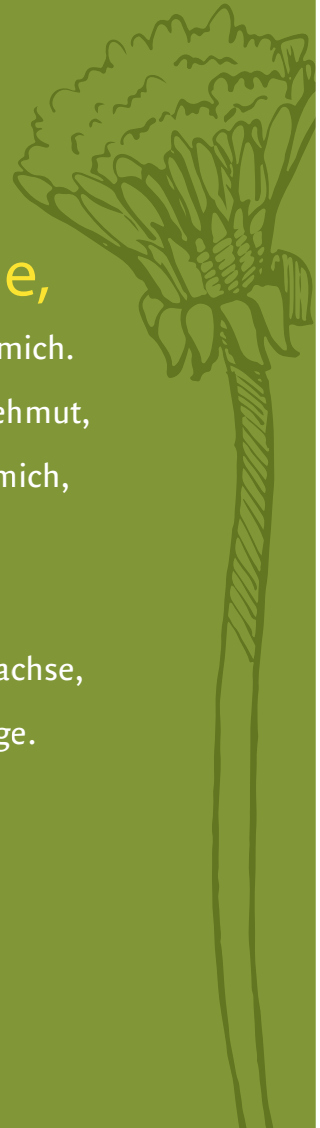 e,
mich.
ehmut,
mich,
achse,
ge.